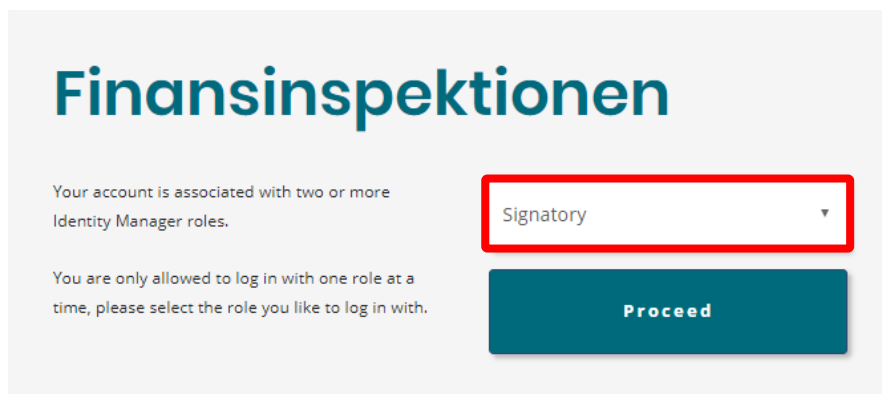 Finansinspektionen
Your account is associated with two or more
Identity Manager roles.
You are only allowed to log in with one role at a
time, please select the role you like to log in with.
Signatory
Proceed